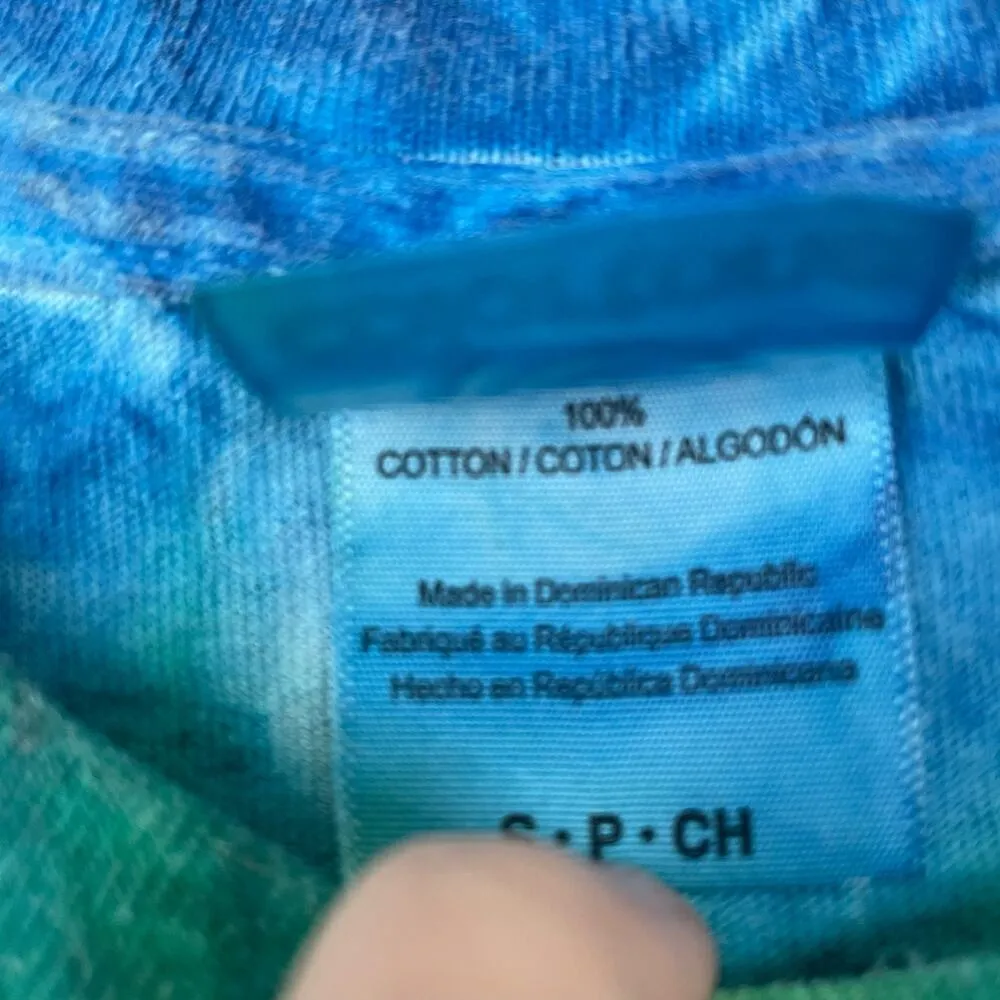 100%
COTTON / COTON / ALGODÓN
Made in Dominican Republic
Fabriqué au République Dominicaine
Hecho en República Dominicana
S • P • CH